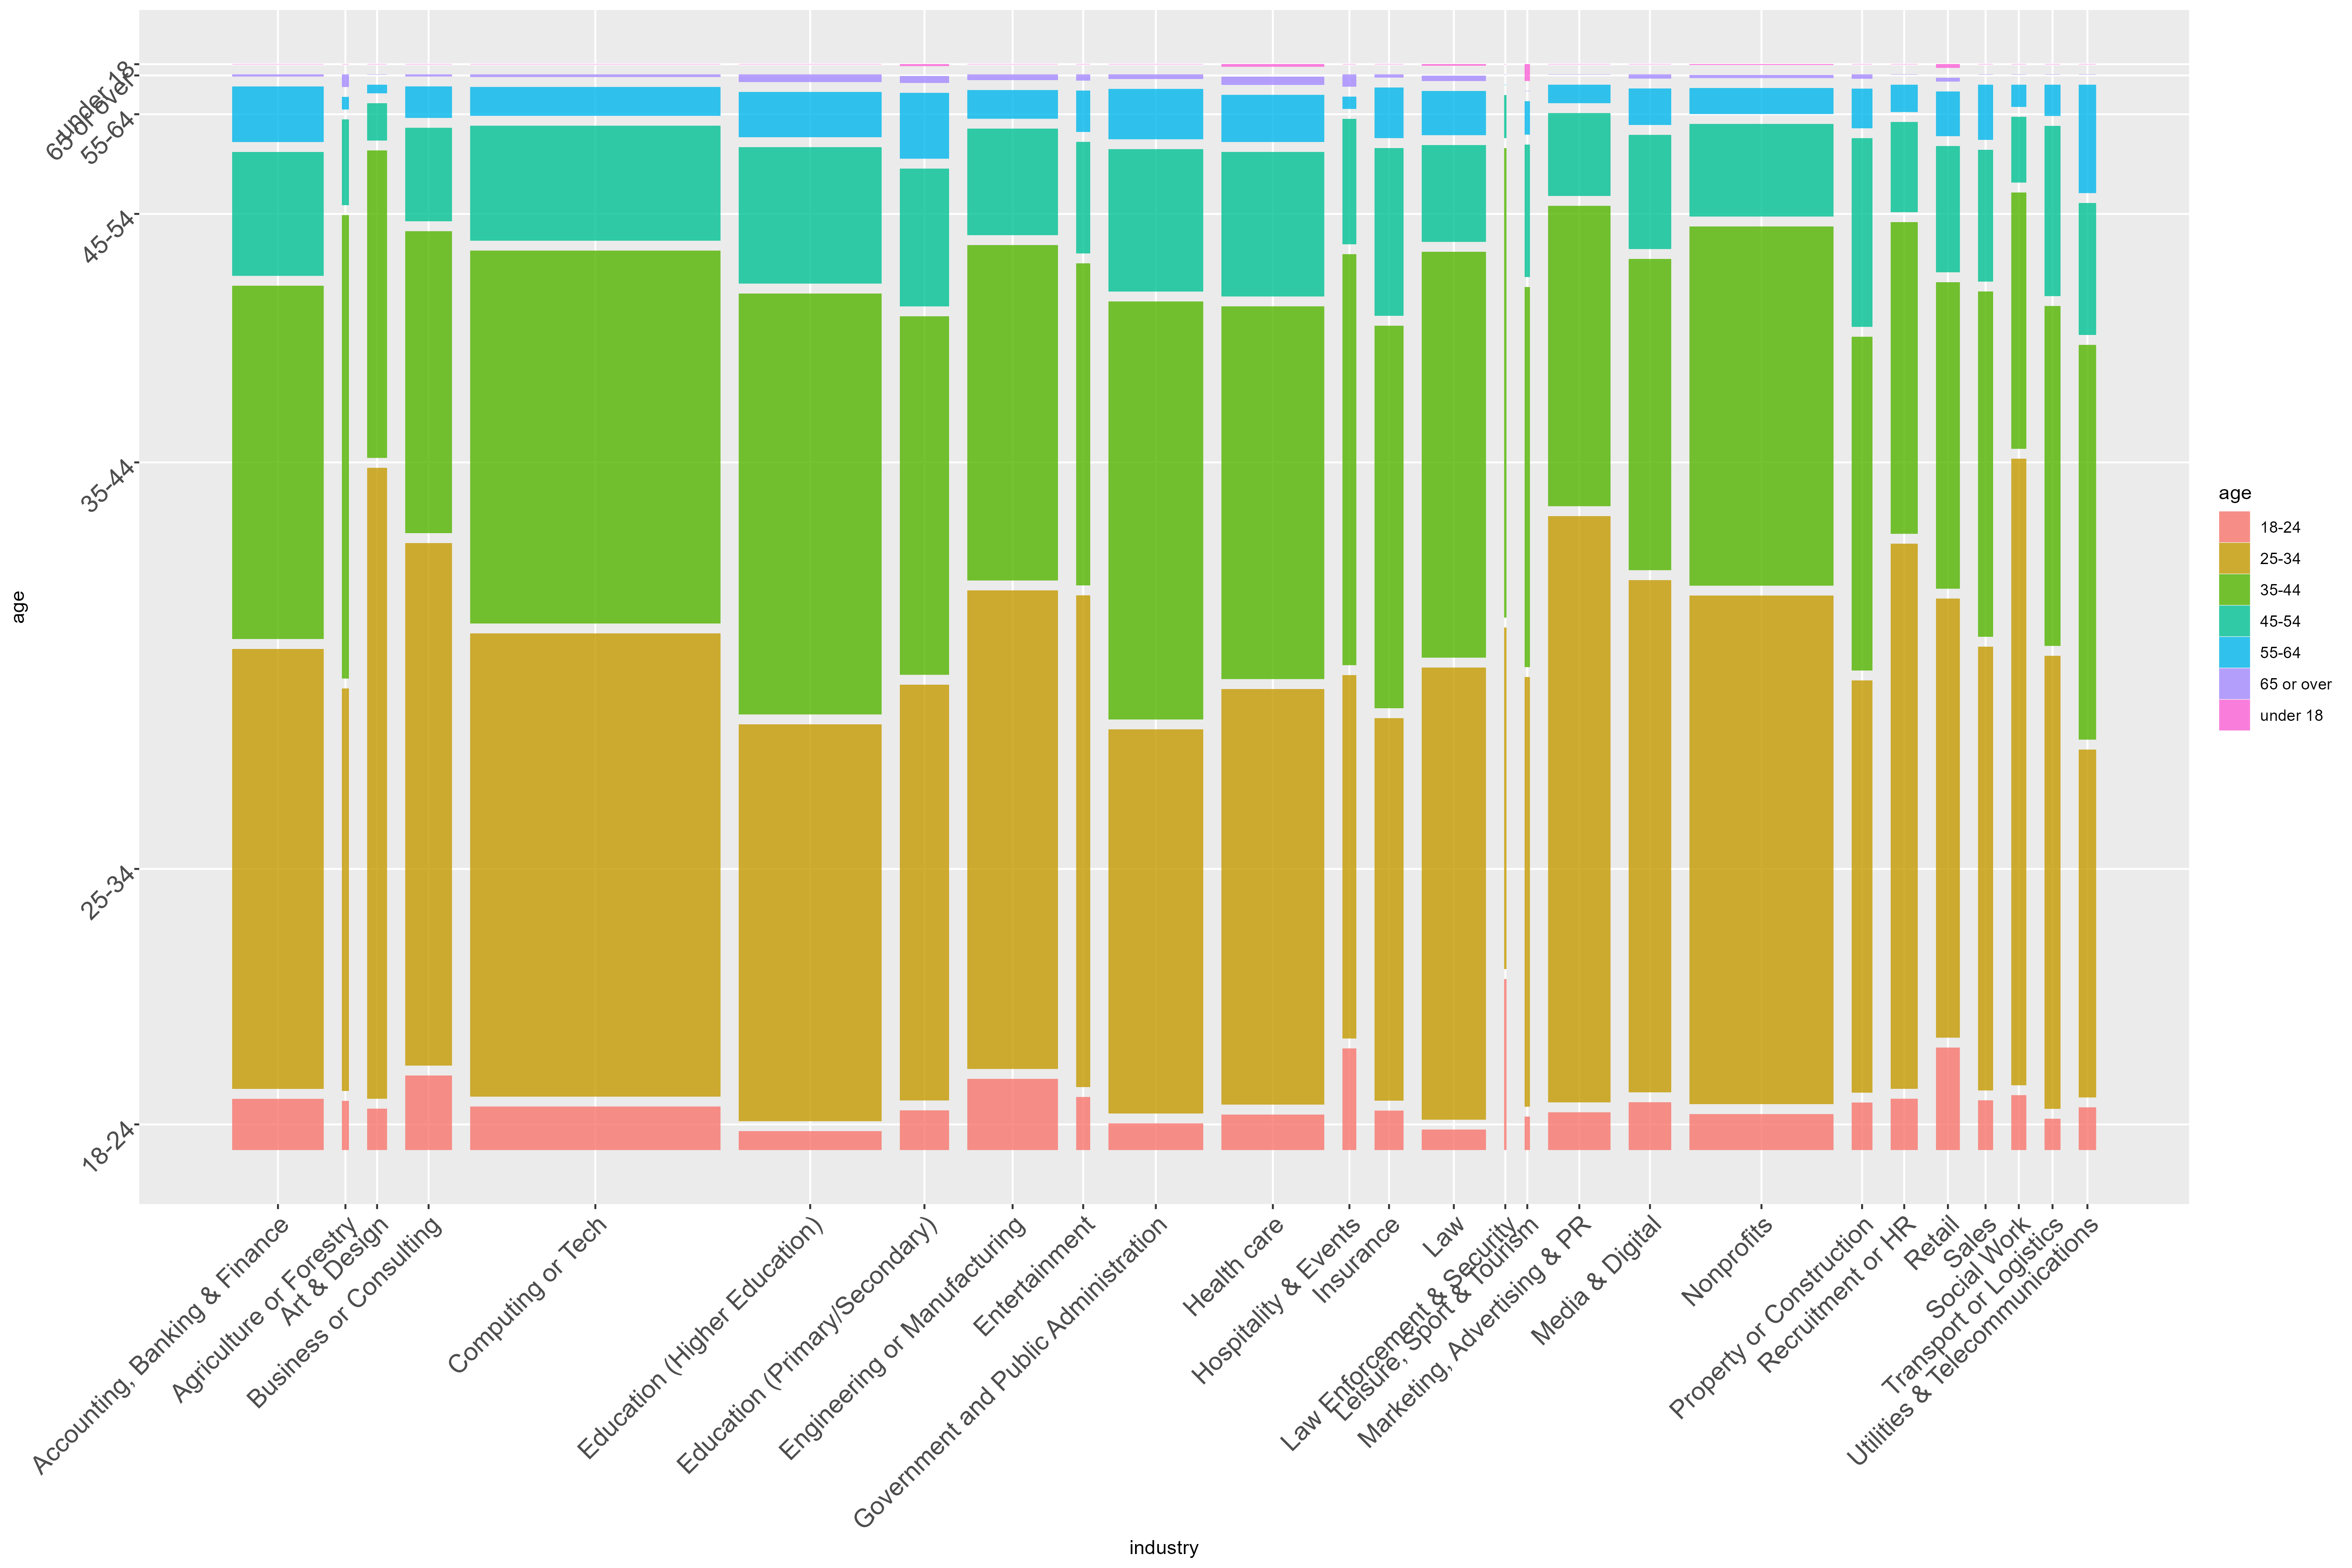 under 18
65 or over
55-64
45-54
35-44
25-34
18-24
age
Accounting, Banking & Finance
Agriculture or Forestry
Art & Design
Business or Consulting
Computing or Tech
Education (Higher Education)
Education (Primary/Secondary)
Engineering or Manufacturing
Entertainment
Government and Public Administration
Health care
Hospitality & Events
Insurance
Law
Law Enforcement & Security
Leisure, Sport & Tourism
Marketing, Advertising & PR
Media & Digital
Nonprofits
Property or Construction
Recruitment or HR
Retail
Sales
Social Work
Transport or Logistics
Utilities & Telecommunications
industry
age
18-24
25-34
35-44
45-54
55-64
65 or over
under 18